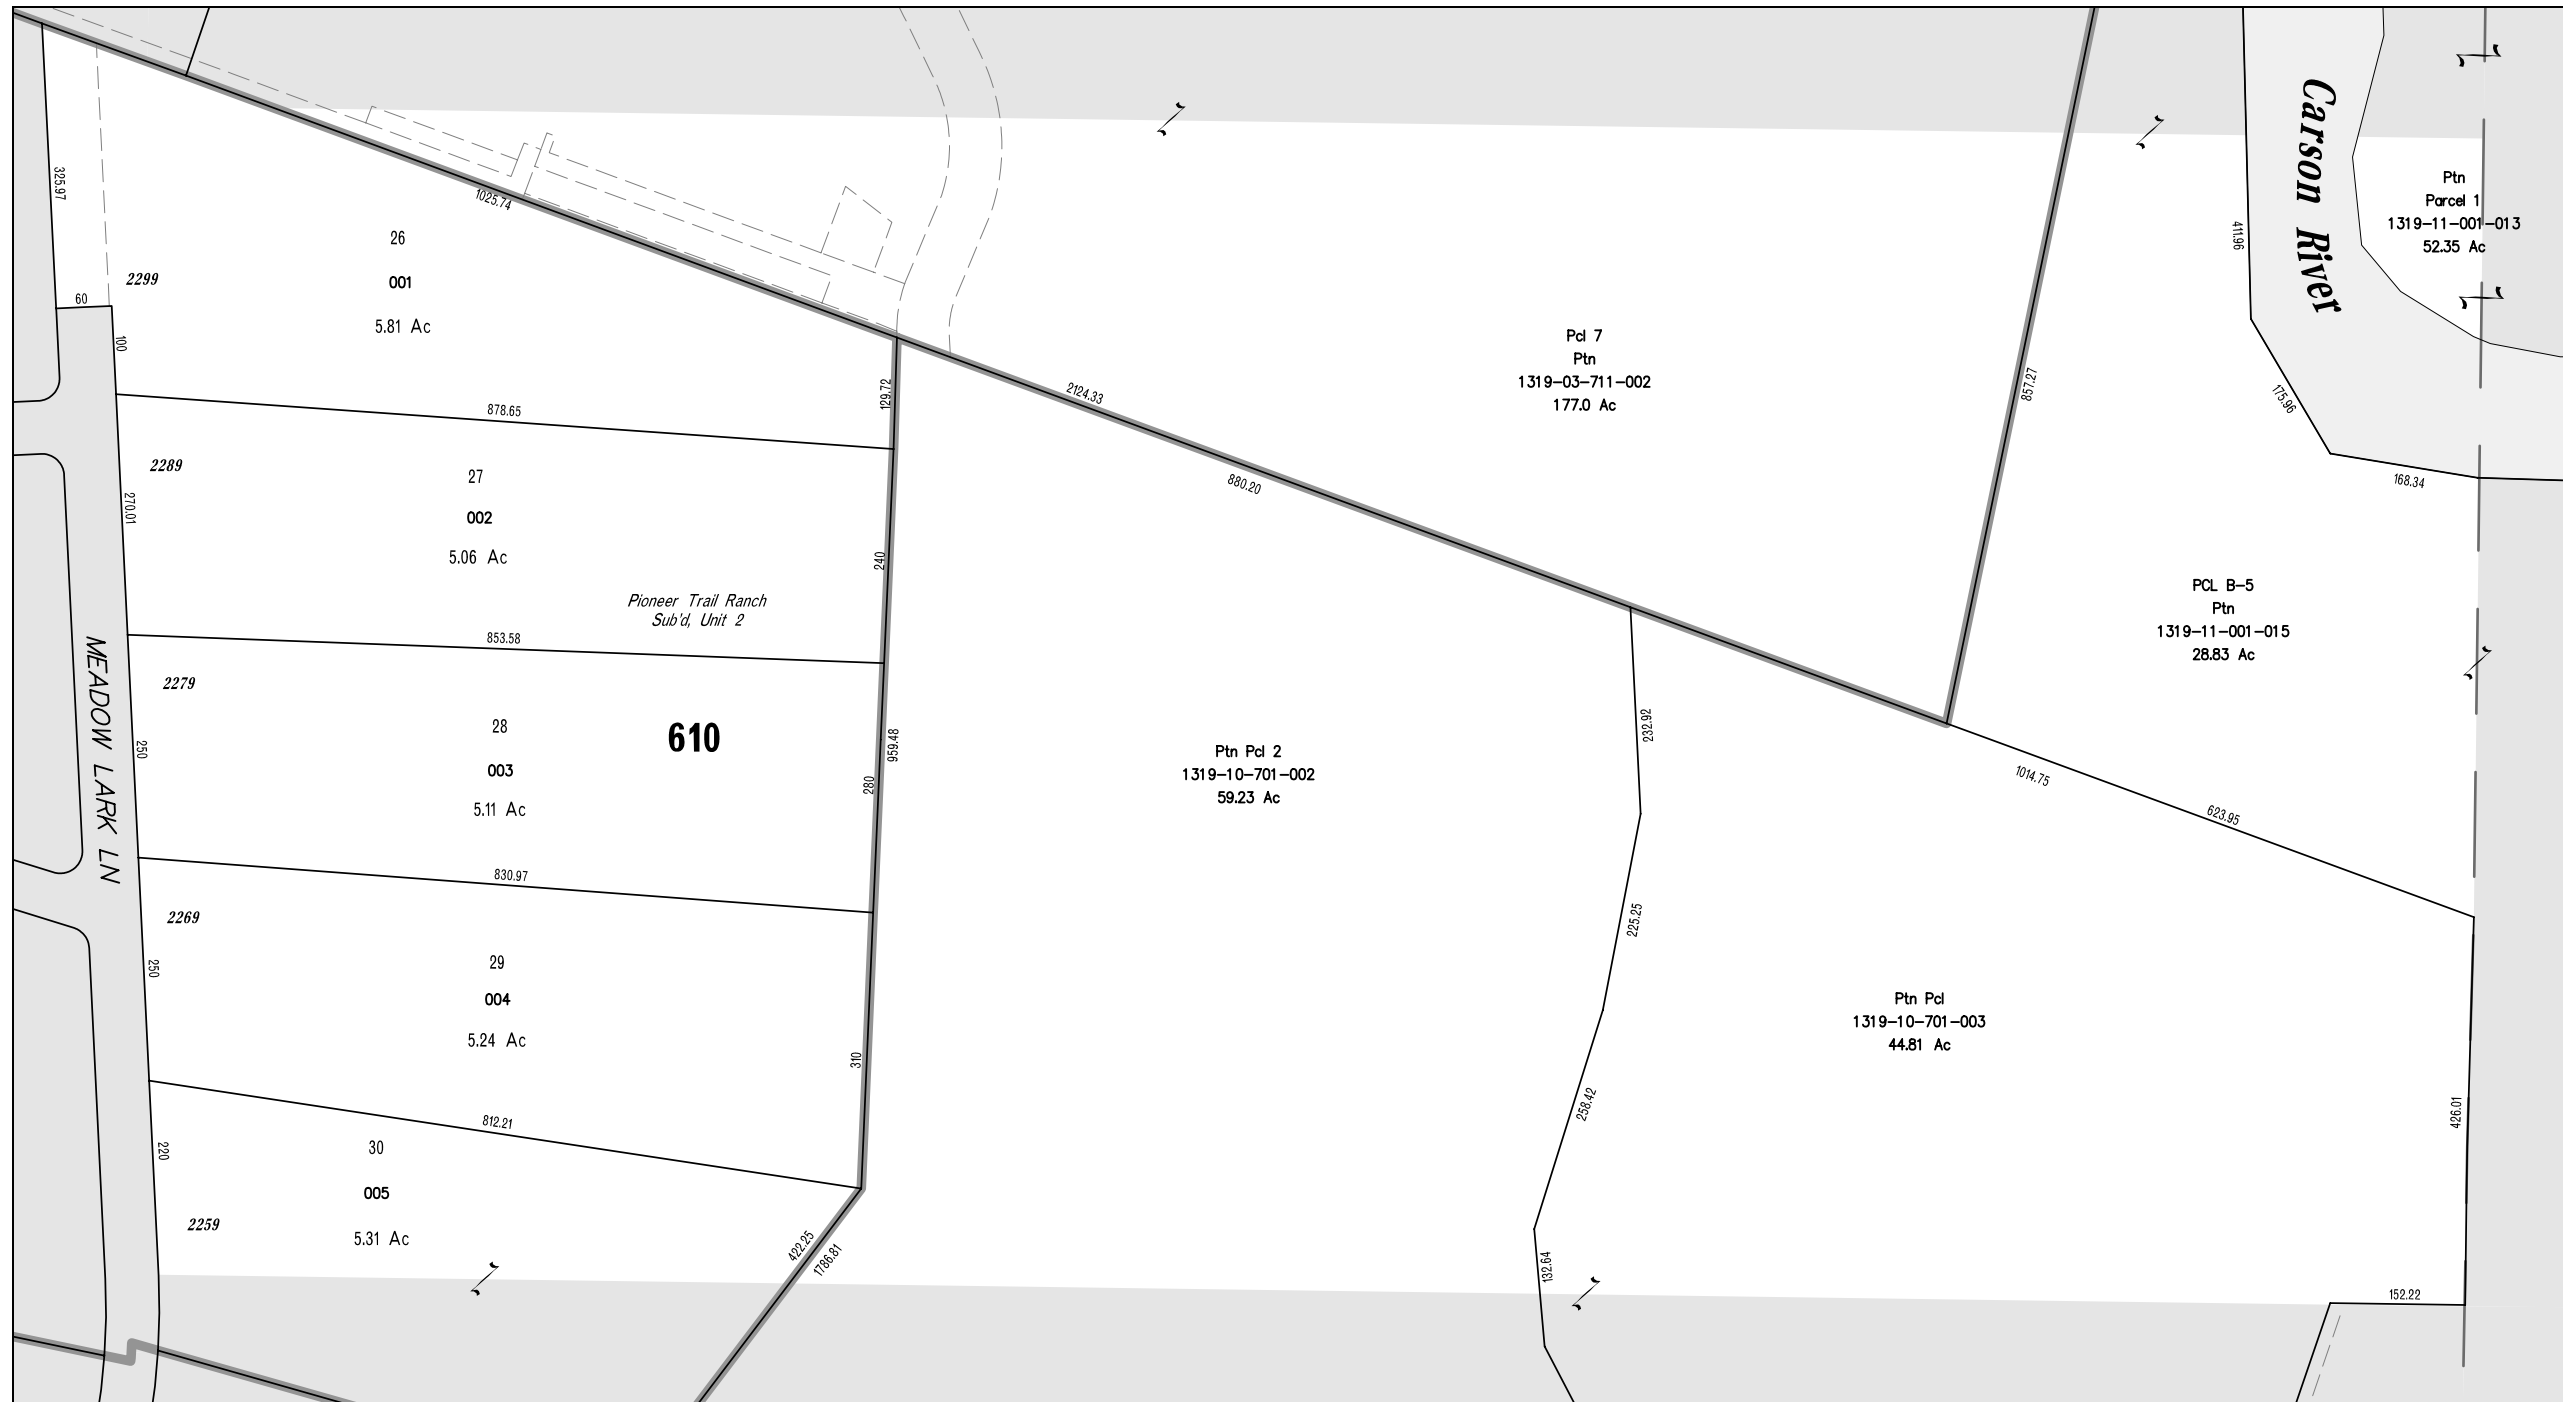 325.97
1025.74
26
2299
001
60
5.81 Ac
100
129.72
878.65
2289
27
270.01
002
5.06 Ac
240
Pioneer Trail Ranch
Sub'd, Unit 2
853.58
2279
28
610
250
959.48
003
280
5.11 Ac
MEADOW LARK LN
830.97
2269
29
250
004
5.24 Ac
310
812.21
30
220
005
2259
5.31 Ac
422.25
1786.81
Pcl 7
Ptn
1319-03-711-002
177.0 Ac
2124.33
880.20
857.27
Carson River
Ptn
Parcel 1
1319-11-001-013
52.35 Ac
411.96
175.96
168.34
PCL B-5
Ptn
1319-11-001-015
28.83 Ac
Ptn Pcl 2
1319-10-701-002
59.23 Ac
232.92
1014.75
623.95
225.25
Ptn Pcl
1319-10-701-003
44.81 Ac
258.42
426.01
132.64
152.22